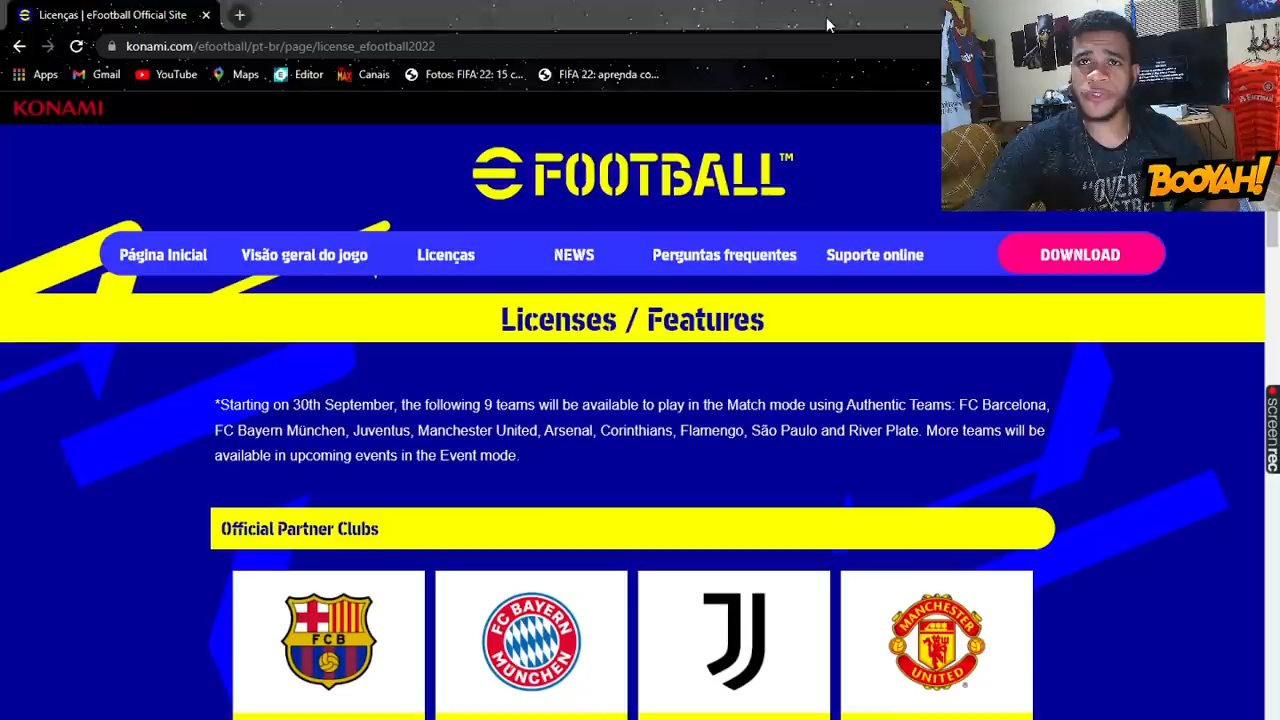 Licenças | eFootball Official Site
konami.com/efootball/pt-br/page/license_efootball2022
Apps Gmail YouTube Maps Editor Canais Fotos: FIFA 22: 15 c... FIFA 22: aprenda co...
KONAMI
FOOTBALL™
BOOYAH!
Página Inicial Visão geral do jogo Licenças NEWS Perguntas frequentes Suporte online DOWNLOAD
Licenses / Features
*Starting on 30th September, the following 9 teams will be available to play in the Match mode using Authentic Teams: FC Barcelona,
FC Bayern München, Juventus, Manchester United, Arsenal, Corinthians, Flamengo, São Paulo and River Plate. More teams will be
available in upcoming events in the Event mode.
Screenrec
Official Partner Clubs
FCB
FC BAYERN
MÜNCHEN
MANCHESTER
UNITED